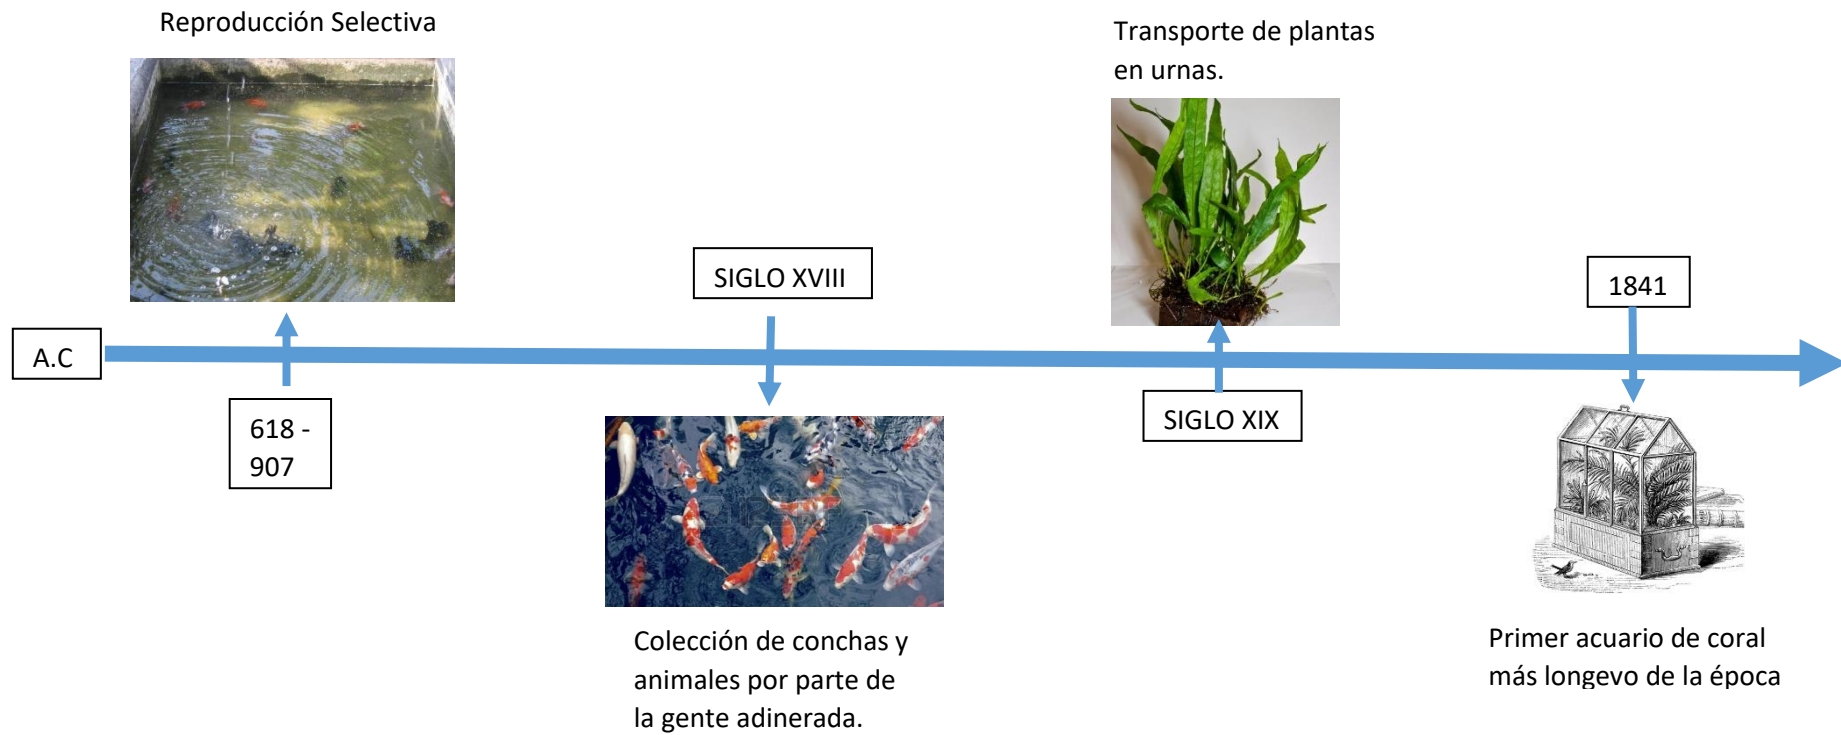 Reproducción Selectiva
Transporte de plantas
en urnas.
SIGLO XVIII
1841
A.C
618 -
907
SIGLO XIX
Colección de conchas y
animales por parte de
la gente adinerada.
Primer acuario de coral
más longevo de la época